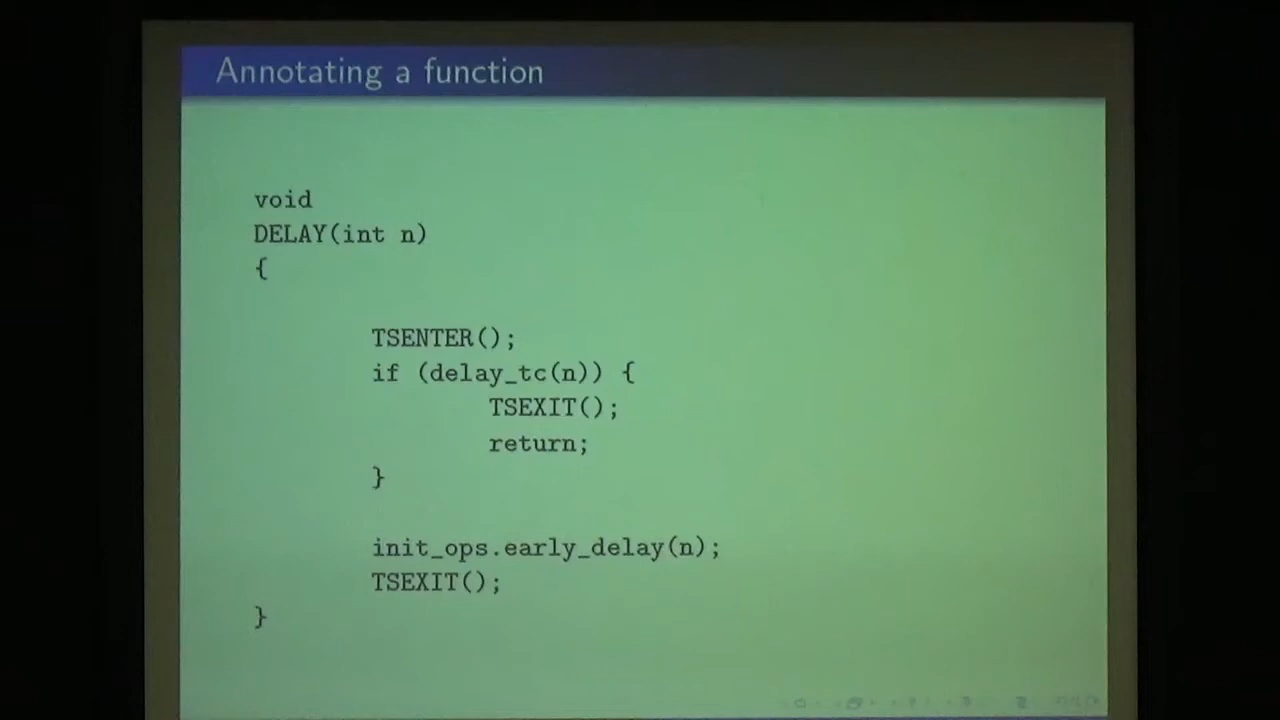 Annotating a function
void
DELAY(int n)
{
TSENTER();
if (delay_tc(n)) {
TSEXIT();
return;
}
init_ops.early_delay(n);
TSEXIT();
}